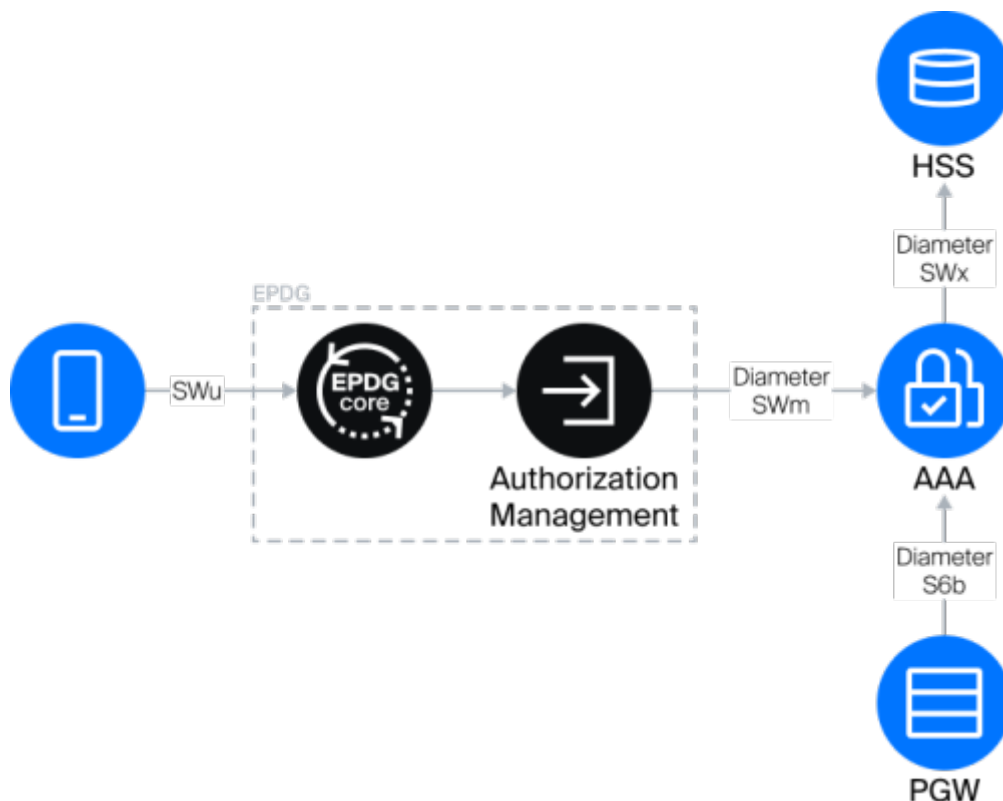 HSS
Diameter
SWx
EPDG
EPDG
core
SWu
Diameter
SWm
Authorization
Management
AAA
Diameter
S6b
PGW